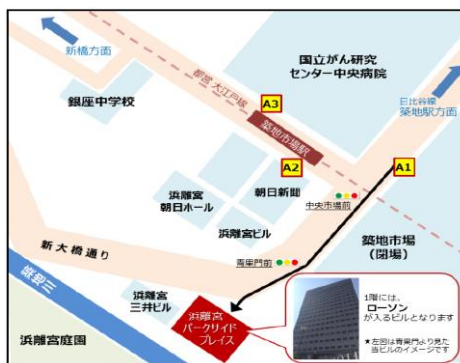 新橋方面
国立がん研究
センター中央病院
都営 大江戸線
日比谷線
築地駅方面
銀座中学校
A3
築地市場駅
A2
A1
朝日新聞
浜離宮
朝日ホール
中央市場前
浜離宮ビル
新大橋通り
築地市場
(閉場)
青果門前
浜離宮
三井ビル
浜離宮
パークサイド
プレイス
1階には、
ローソン
が入るビルとなります
★左図は青果門より見た
当ビルのイメージです
浜離宮庭園